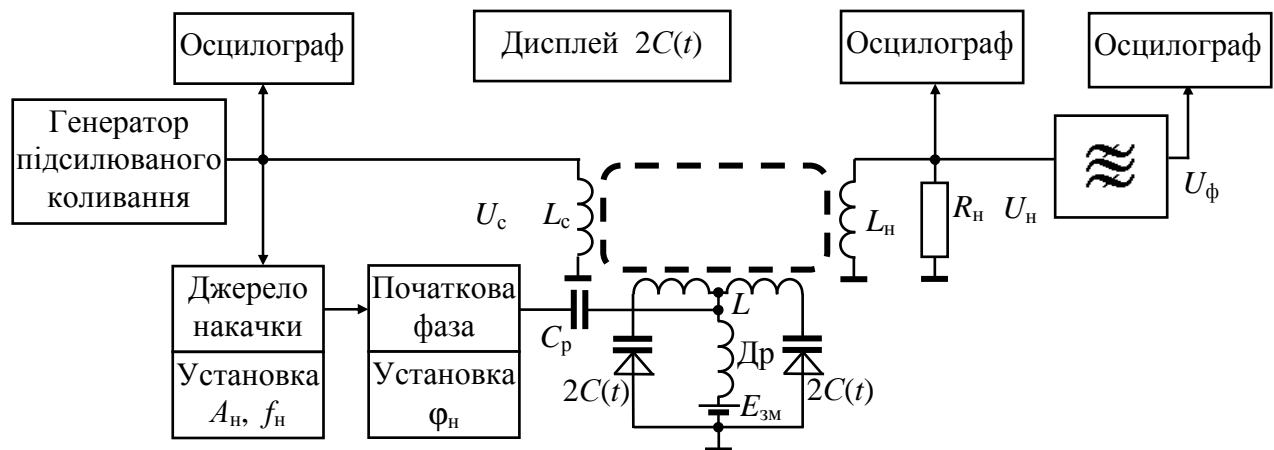 Осцилограф
Дисплей 2C(t)
Осцилограф
Осцилограф
Генератор
підсилюваного
коливання
Uс
Lс
Lн
Rн
Uн
Uф
Джерело
накачки
Установка
Aн, fн
Початкова
фаза
Установка
φн
Cр
L
Др
2C(t)
2C(t)
Eзм